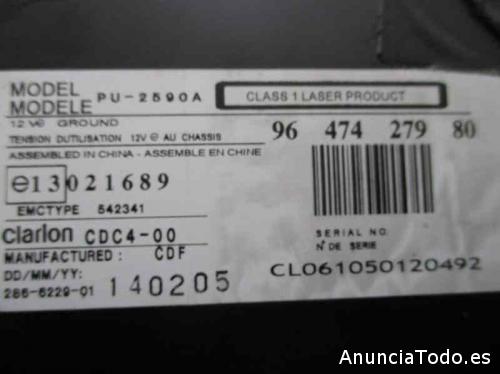 MODEL
MODELE PU-2590A
CLASS 1 LASER PRODUCT
12 V⎓ GROUND
TENSION DUTILISATION 12V ⎓ AU CHASSIS
96 474 279 80
ASSEMBLED IN CHINA - ASSEMBLE EN CHINE
e13 021689
EMCTYPE 542341
clarion CDC4-00
MANUFACTURED : CDF
SERIAL NO.
N° DE SERIE
DD/MM/YY:
286-6229-01 140205
CL061050120492
AnunciaTodo.es